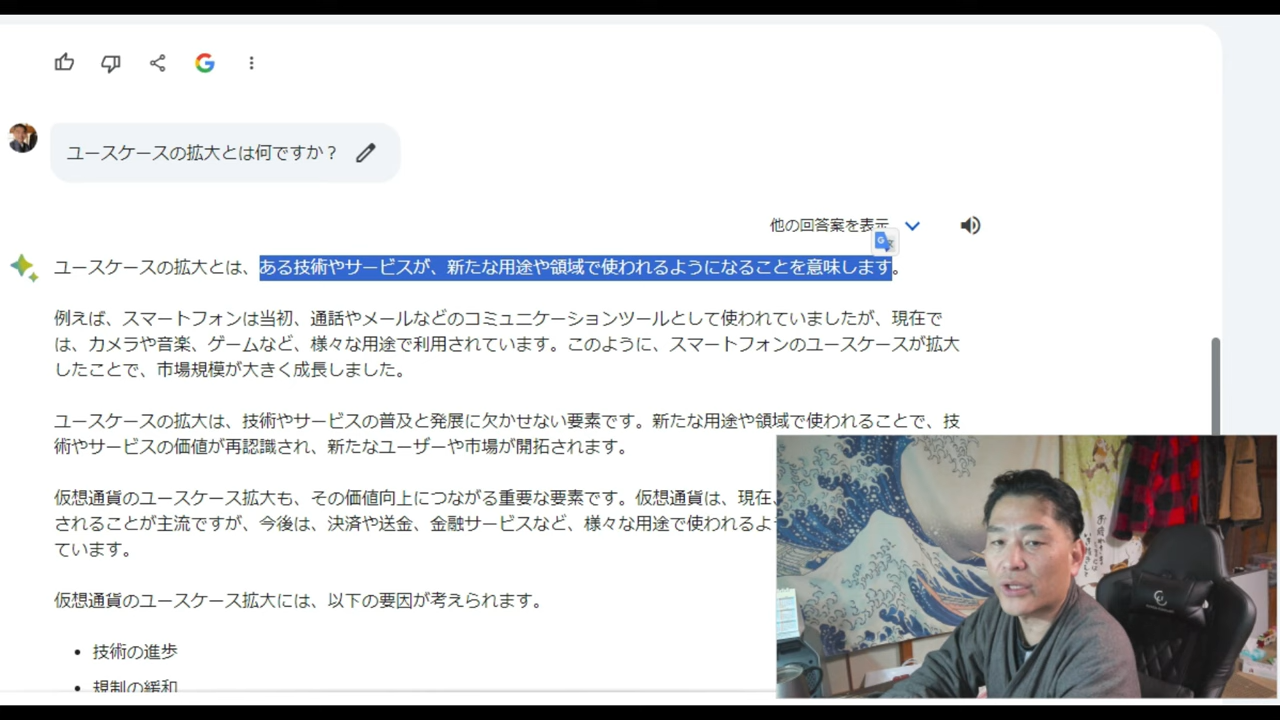 ユースケースの拡大とは何ですか？
他の回答案を表示
ユースケースの拡大とは、ある技術やサービスが、新たな用途や領域で使われるようになることを意味します。
例えば、スマートフォンは当初、通話やメールなどのコミュニケーションツールとして使われていましたが、現在で
は、カメラや音楽、ゲームなど、様々な用途で利用されています。このように、スマートフォンのユースケースが拡大
したことで、市場規模が大きく成長しました。
ユースケースの拡大は、技術やサービスの普及と発展に欠かせない要素です。新たな用途や領域で使われることで、技
術やサービスの価値が再認識され、新たなユーザーや市場が開拓されます。
仮想通貨のユースケース拡大も、その価値向上につながる重要な要素です。仮想通貨は、現在、
されることが主流ですが、今後は、決済や送金、金融サービスなど、様々な用途で使われるよう
ています。
仮想通貨のユースケース拡大には、以下の要因が考えられます。
• 技術の進歩
• 規制の緩和